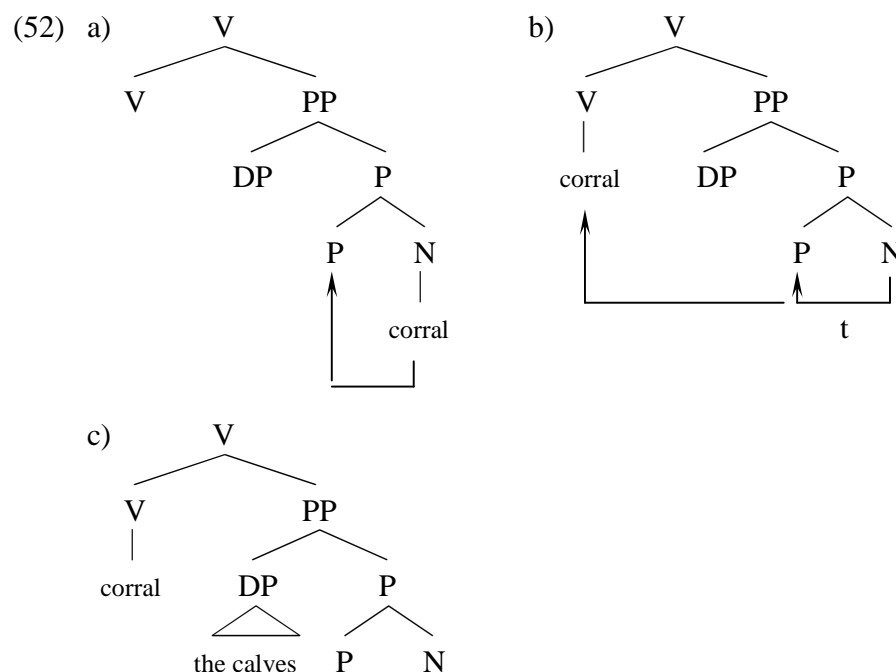 (52) a) V b) V
V PP V PP
DP P corral DP P
P N P N
corral t
c) V
V PP
corral DP P
the calves P N